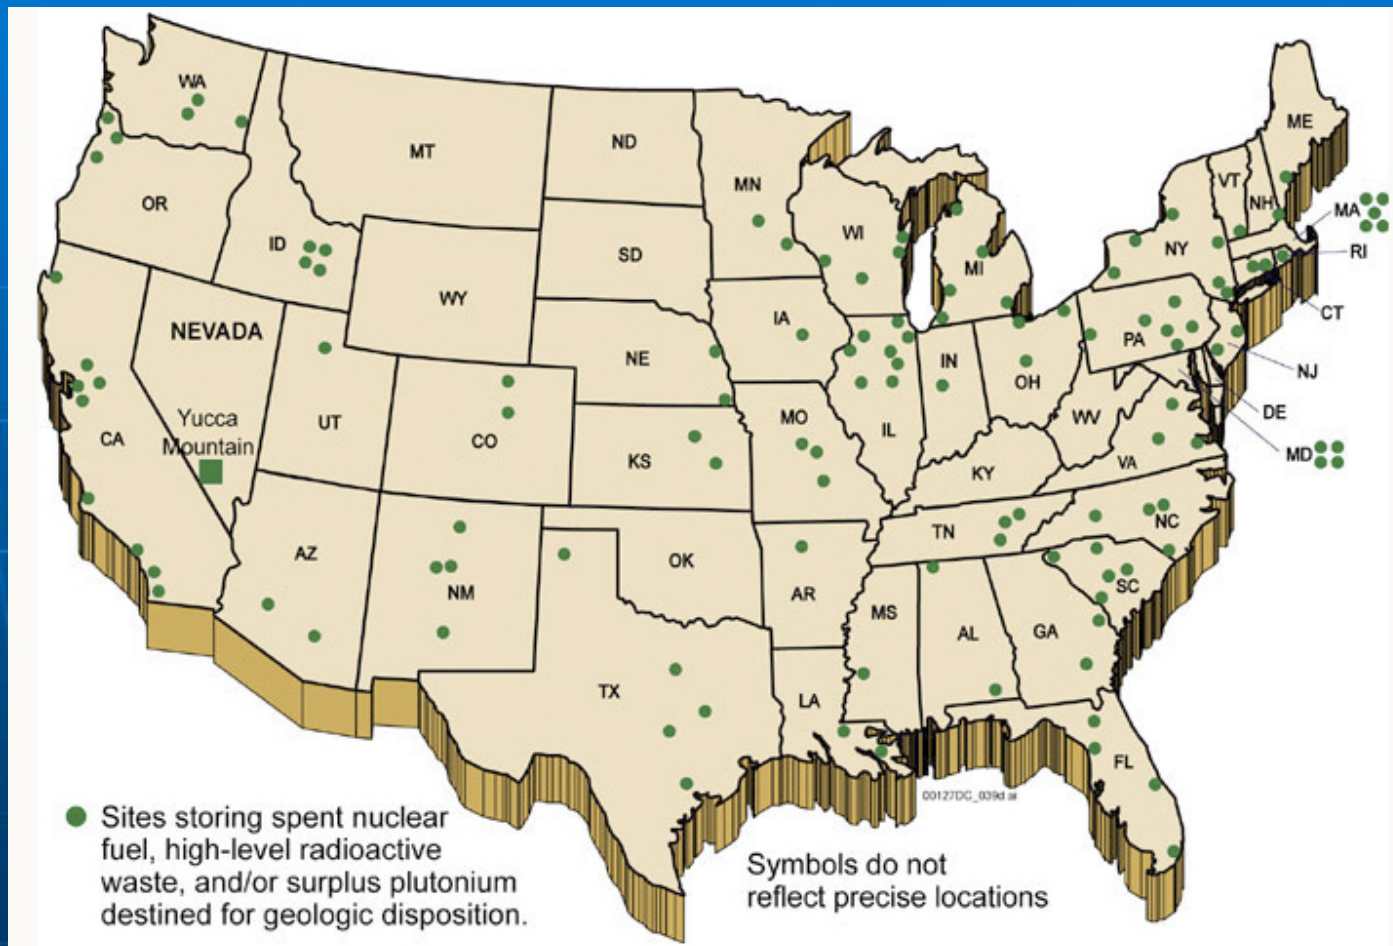 WA
MT
ND
MN
ME
VT
NH
MA
OR
ID
SD
WI
MI
NY
RI
WY
NEVADA
IA
CT
NE
PA
NJ
IN
OH
UT
CO
Yucca
Mountain
CA
KS
MO
IL
WV
DE
MD
VA
KY
AZ
NM
OK
TN
NC
AR
MS
AL
GA
SC
TX
LA
FL
00127DC_039d.ai
Sites storing spent nuclear
fuel, high-level radioactive
waste, and/or surplus plutonium
destined for geologic disposition.
Symbols do not
reflect precise locations